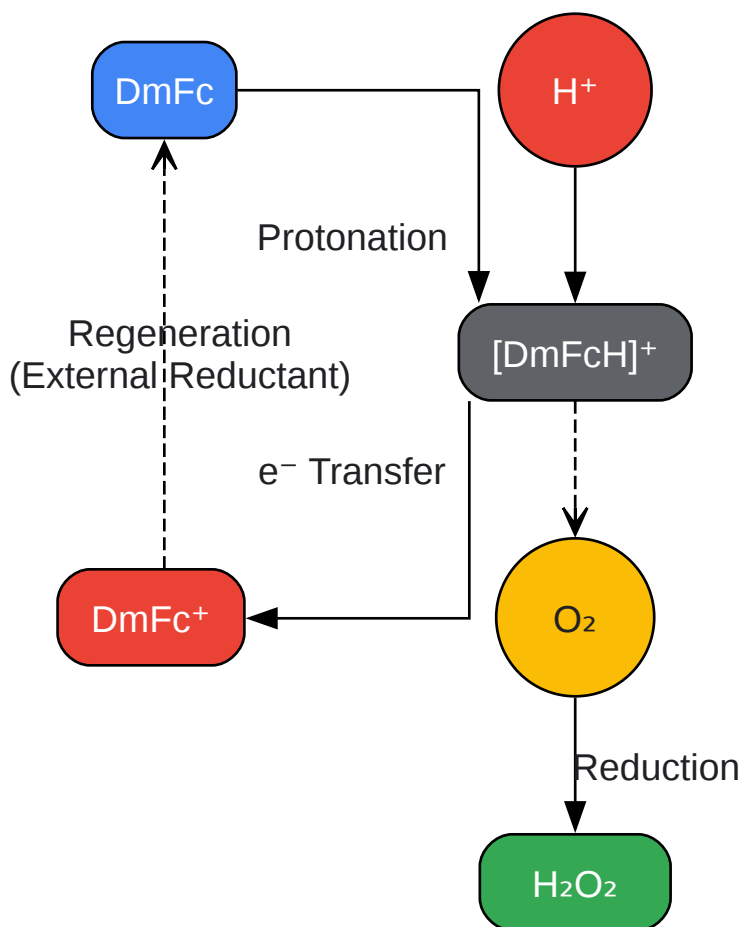 DmFc
H⁺
Protonation
Regeneration
(External Reductant)
[DmFcH]⁺
e⁻ Transfer
DmFc⁺
O₂
Reduction
H₂O₂